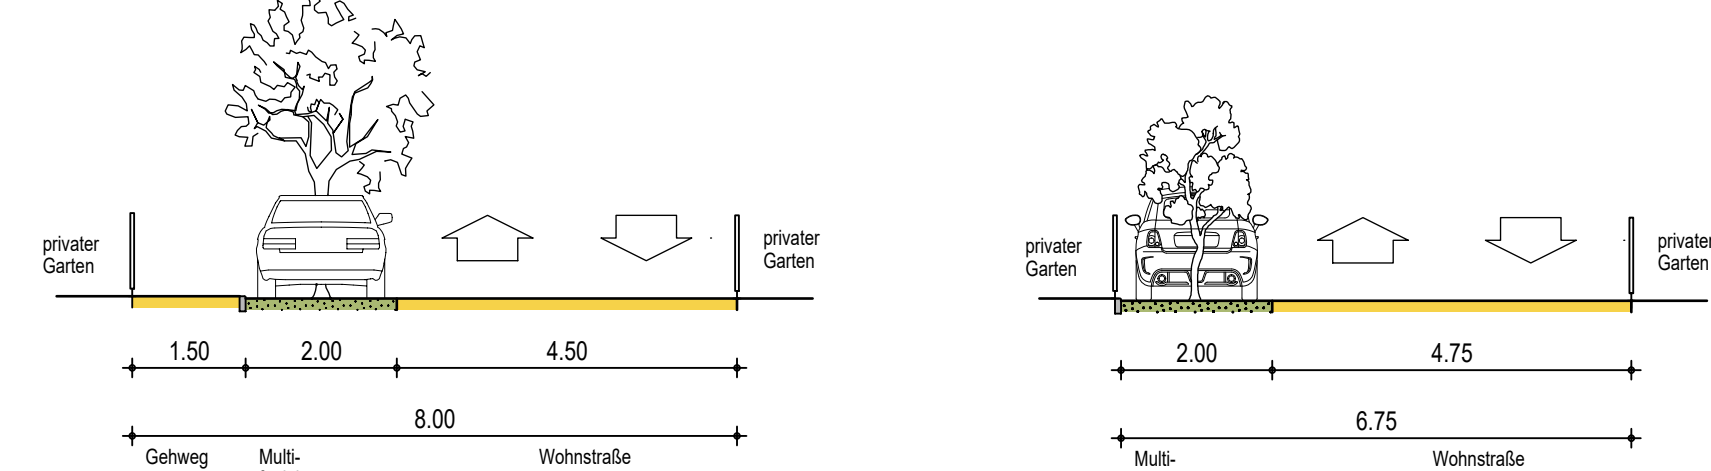 privater
Garten
privater
Garten
1.50
2.00
4.50
8.00
Gehweg
Multi-
Wohnstraße
privater
Garten
privater
Garten
2.00
4.75
6.75
Multi-
Wohnstraße